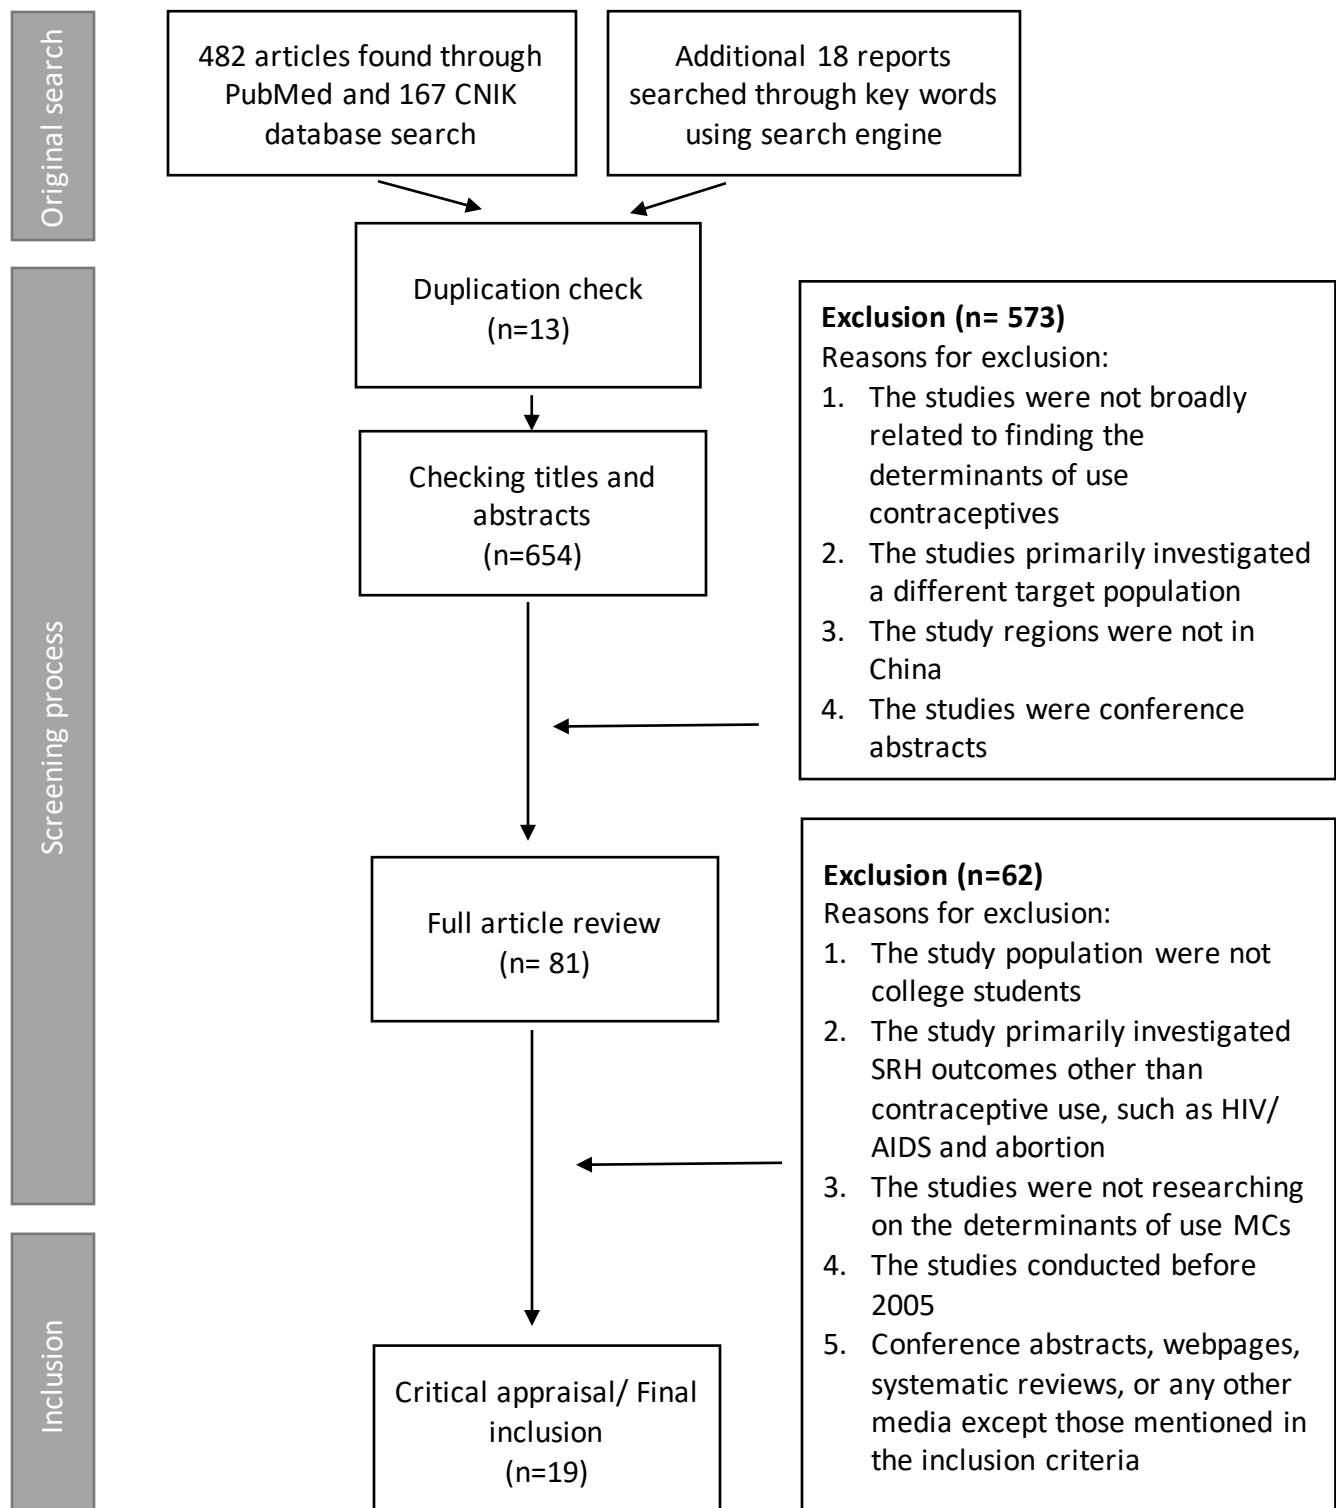 Original search
482 articles found through
PubMed and 167 CNIK
database search
Additional 18 reports
searched through key words
using search engine
Screening process
Duplication check
(n=13)
Checking titles and
abstracts
(n=654)
Exclusion (n= 573)
Reasons for exclusion:
1. The studies were not broadly
related to finding the
determinants of use
contraceptives
2. The studies primarily investigated
a different target population
3. The study regions were not in
China
4. The studies were conference
abstracts
Full article review
(n= 81)
Exclusion (n=62)
Reasons for exclusion:
1. The study population were not
college students
2. The study primarily investigated
SRH outcomes other than
contraceptive use, such as HIV/
AIDS and abortion
3. The studies were not researching
on the determinants of use MCs
4. The studies conducted before
2005
5. Conference abstracts, webpages,
systematic reviews, or any other
media except those mentioned in
the inclusion criteria
Inclusion
Critical appraisal/ Final
inclusion
(n=19)